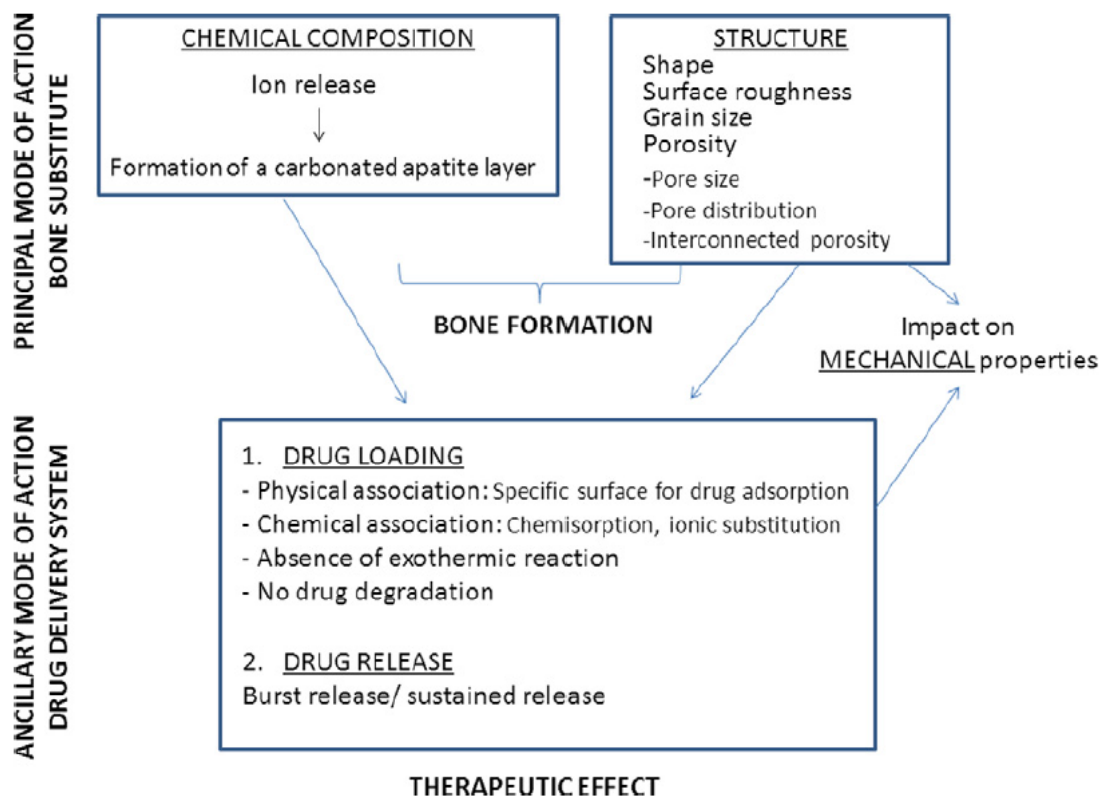 PRINCIPAL MODE OF ACTION
BONE SUBSTITUTE
CHEMICAL COMPOSITION
Ion release
Formation of a carbonated apatite layer
STRUCTURE
Shape
Surface roughness
Grain size
Porosity
-Pore size
-Pore distribution
-Interconnected porosity
BONE FORMATION
Impact on
MECHANICAL properties
ANCILLARY MODE OF ACTION
DRUG DELIVERY SYSTEM
1. DRUG LOADING
- Physical association: Specific surface for drug adsorption
- Chemical association: Chemisorption, ionic substitution
- Absence of exothermic reaction
- No drug degradation
2. DRUG RELEASE
Burst release/ sustained release
THERAPEUTIC EFFECT